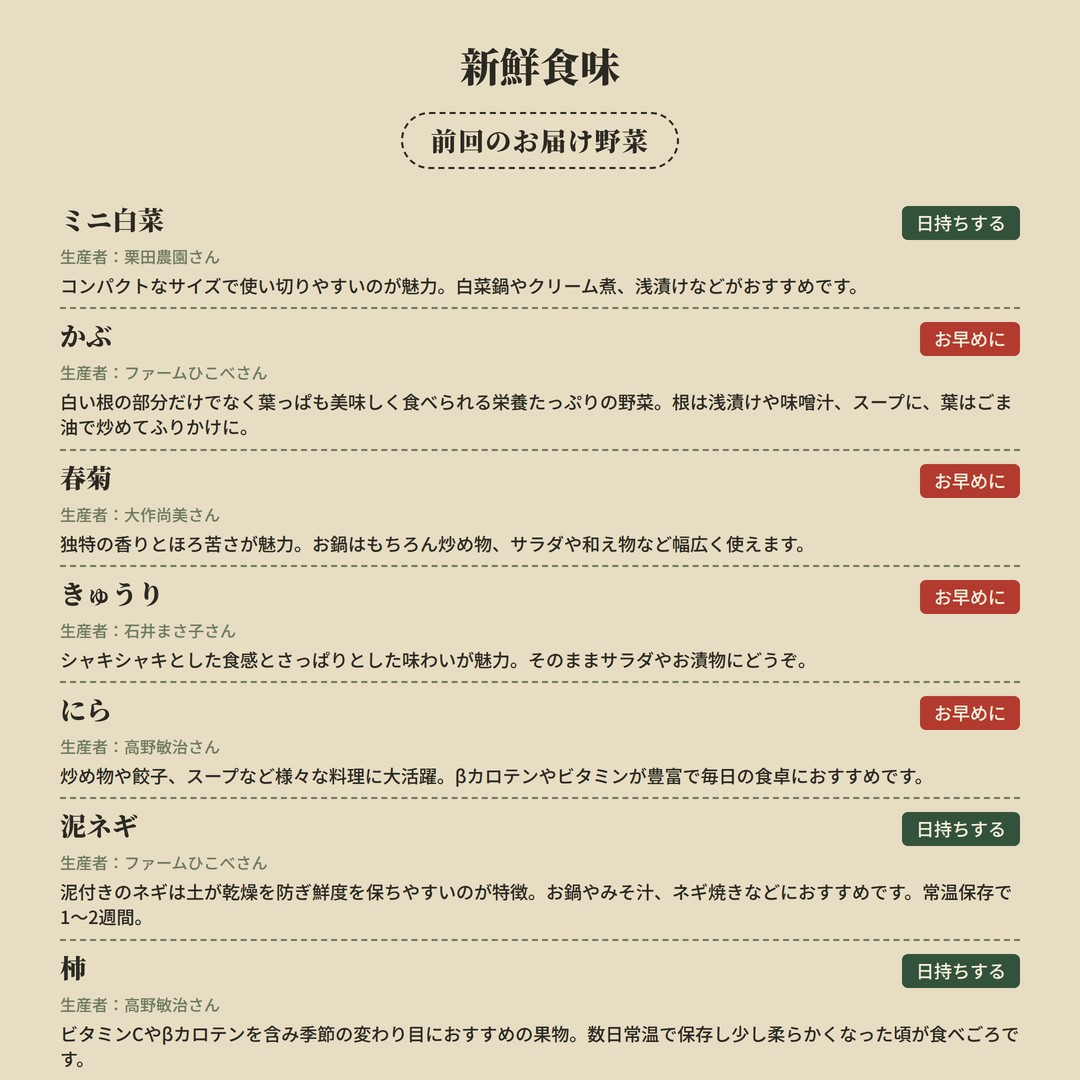 新鮮食味
前回のお届け野菜
ミニ白菜
日持ちする
生産者：栗田農園さん
コンパクトなサイズで使い切りやすいのが魅力。白菜鍋やクリーム煮、浅漬けなどがおすすめです。
かぶ
お早めに
生産者：ファームひこべさん
白い根の部分だけでなく葉っぱも美味しく食べられる栄養たっぷりの野菜。根は浅漬けや味噌汁、スープに、葉はごま
油で炒めてふりかけに。
春菊
お早めに
生産者：大作尚美さん
独特の香りとほろ苦さが魅力。お鍋はもちろん炒め物、サラダや和え物など幅広く使えます。
きゅうり
お早めに
生産者：石井まさ子さん
シャキシャキとした食感とさっぱりとした味わいが魅力。そのままサラダやお漬物にどうぞ。
にら
お早めに
生産者：高野敏治さん
炒め物や餃子、スープなど様々な料理に大活躍。βカロテンやビタミンが豊富で毎日の食卓におすすめです。
泥ネギ
日持ちする
生産者：ファームひこべさん
泥付きのネギは土が乾燥を防ぎ鮮度を保ちやすいのが特徴。お鍋やみそ汁、ネギ焼きなどにおすすめです。常温保存で
1〜2週間。
柿
日持ちする
生産者：高野敏治さん
ビタミンCやβカロテンを含み季節の変わり目におすすめの果物。数日常温で保存し少し柔らかくなった頃が食べごろで
す。